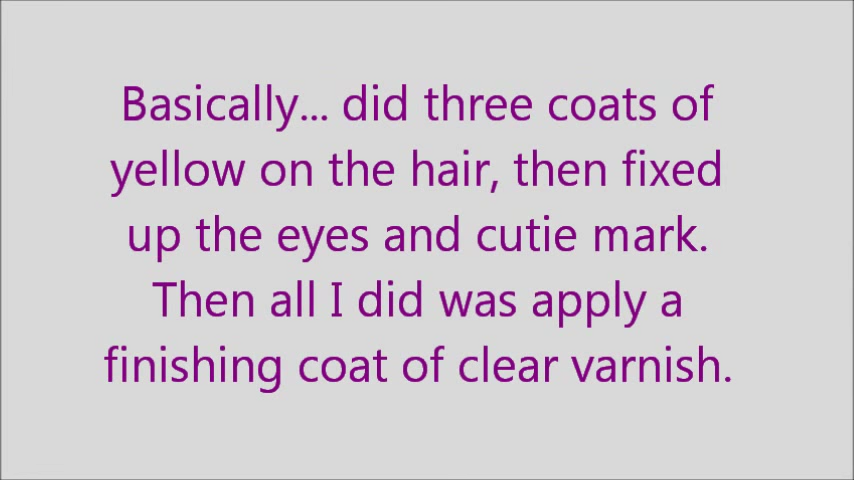 Basically... did three coats of
yellow on the hair, then fixed
up the eyes and cutie mark.
Then all I did was apply a
finishing coat of clear varnish.